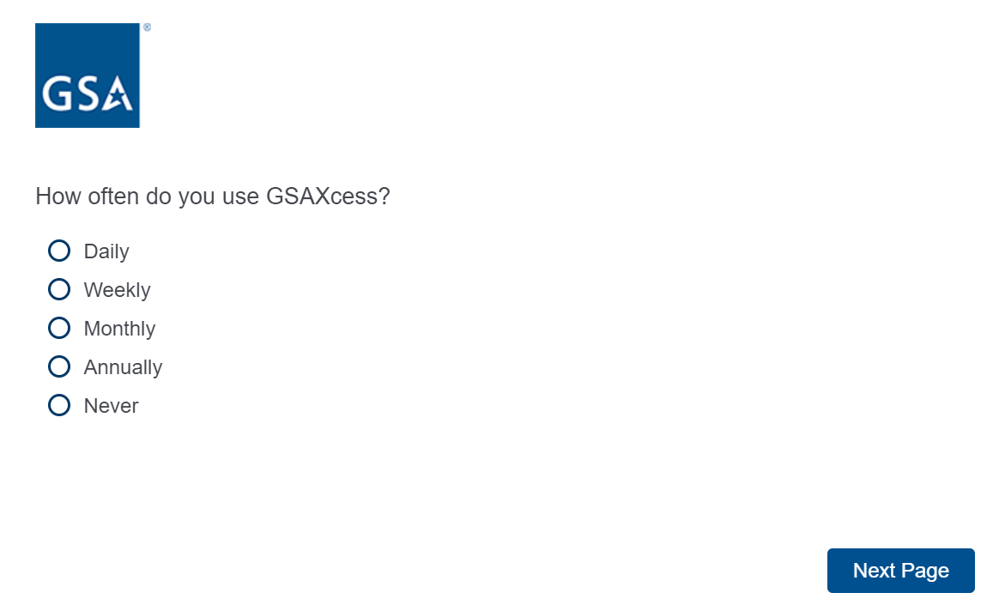 GSA®
How often do you use GSAXcess?
Daily
Weekly
Monthly
Annually
Never
Next Page